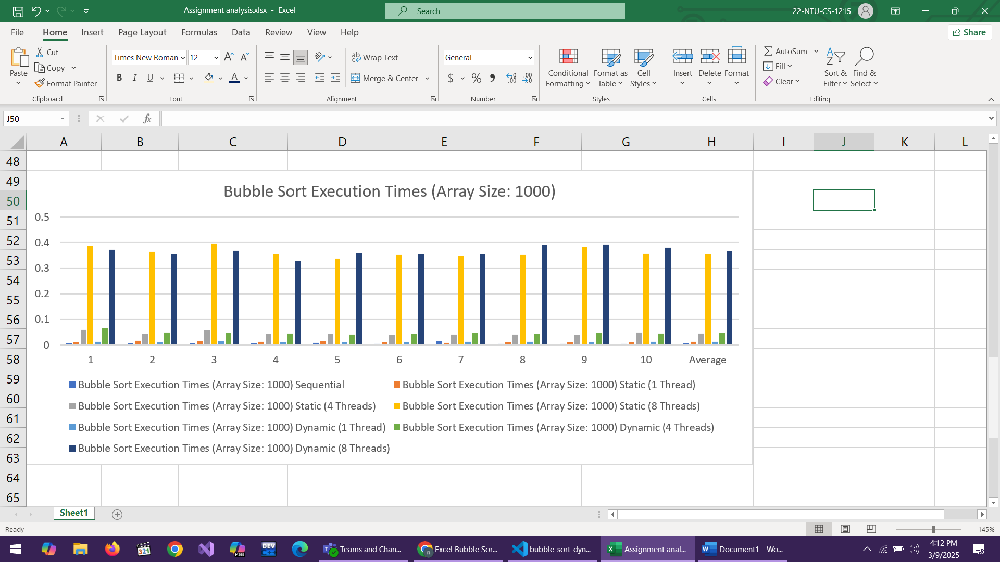 Assignment analysis.xlsx - Excel
Search
22-NTU-CS-1215
File Home Insert Page Layout Formulas Data Review View Help
Share
Paste
Cut
Copy
Format Painter
Clipboard
Times New Roman 12
B I U
Font
Wrap Text
Merge & Center
Alignment
General
$ % ,
Number
Conditional Formatting
Format as Table
Cell Styles
Styles
Insert Delete Format
Cells
AutoSum
Fill
Clear
Sort & Filter
Find & Select
Editing
J50
fx
A B C D E F G H I J K L
48
49
50
51
52
53
54
55
56
57
58
59
60
61
62
63
64
65
Bubble Sort Execution Times (Array Size: 1000)
0.5
0.4
0.3
0.2
0.1
0
1 2 3 4 5 6 7 8 9 10 Average
Bubble Sort Execution Times (Array Size: 1000) Sequential
Bubble Sort Execution Times (Array Size: 1000) Static (1 Thread)
Bubble Sort Execution Times (Array Size: 1000) Static (4 Threads)
Bubble Sort Execution Times (Array Size: 1000) Static (8 Threads)
Bubble Sort Execution Times (Array Size: 1000) Dynamic (1 Thread)
Bubble Sort Execution Times (Array Size: 1000) Dynamic (4 Threads)
Bubble Sort Execution Times (Array Size: 1000) Dynamic (8 Threads)
Sheet1
Ready
145%
Teams and Chan...
Excel Bubble Sor...
bubble_sort_dyn...
Assignment anal...
Document1 - Wo...
4:12 PM
3/9/2025